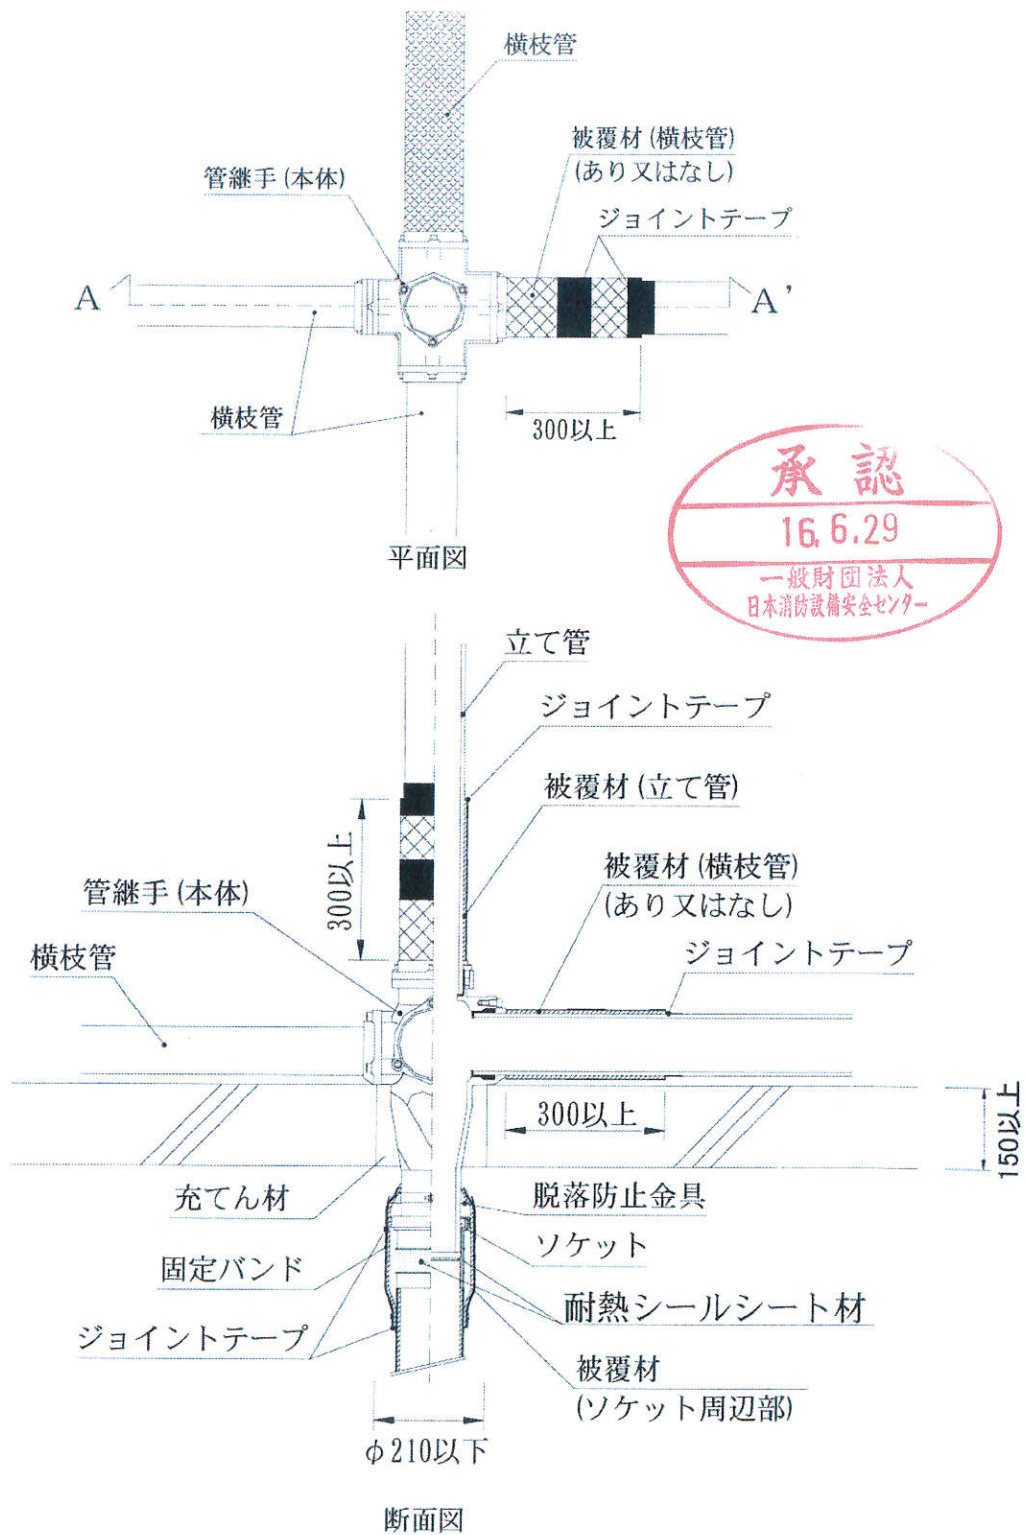 横枝管
被覆材 (横枝管)
(あり又はなし)
管継手 (本体)
ジョイントテープ
A
A'
横枝管
300以上
承認
16.6.29
一般財団法人
日本消防設備安全センター
平面図
立て管
ジョイントテープ
被覆材 (立て管)
300以上
被覆材 (横枝管)
(あり又はなし)
管継手 (本体)
ジョイントテープ
横枝管
300以上
150以上
充てん材
脱落防止金具
ソケット
固定バンド
耐熱シールシート材
ジョイントテープ
被覆材
(ソケット周辺部)
φ210以下
断面図